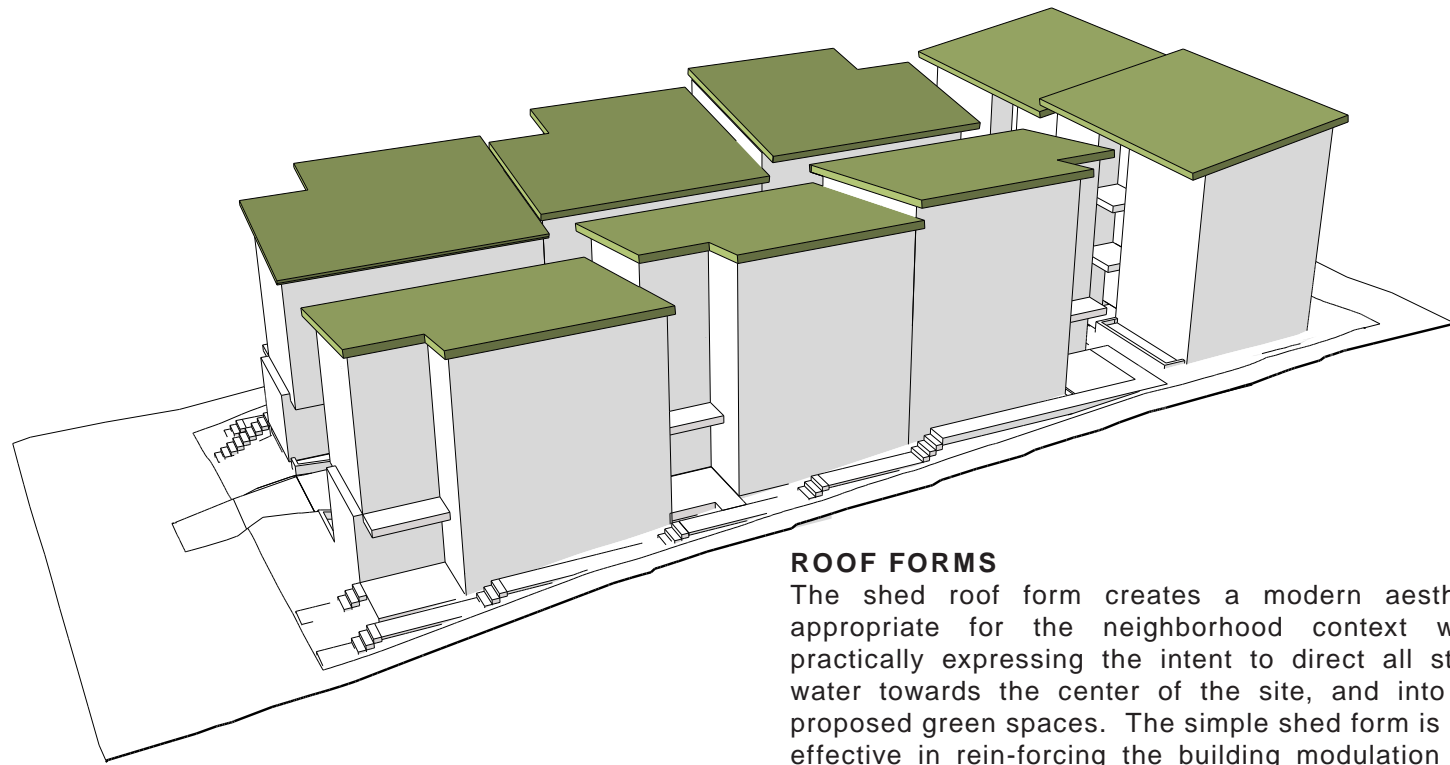 ROOF FORMS
The shed roof form creates a modern
appropriate for the neighborhood context
practically expressing the intent to direct all
water towards the center of the site, and into
proposed green spaces. The simple shed form is
effective in rein-forcing the building modulation